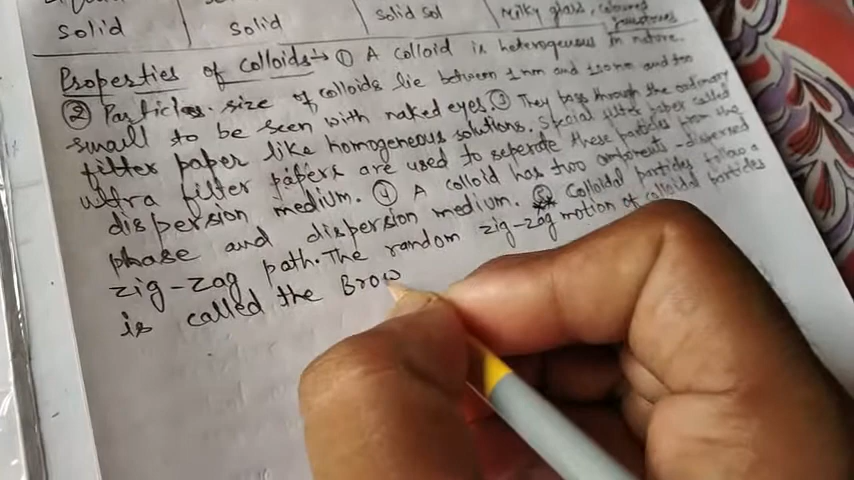 solid solid solid sol Milky glass, coloured gemstones
Properties of colloids:→ ① A colloid is heterogeneous in nature.
② Particles size of colloids lie between 1 nm and 100 nm and too
small to be seen with naked eyes. ③ They pass through the ordinary
filter paper like homogeneous solutions. Special filter paper called
ultra filter papers are used to seperate these particles from the
dispersion medium. ④ A colloid has two components - dispersed
phase and dispersion medium. ⑤ Colloidal particles follow a
zig-zag path. The random zig-zag motion of colloidal particles
is called the Brow